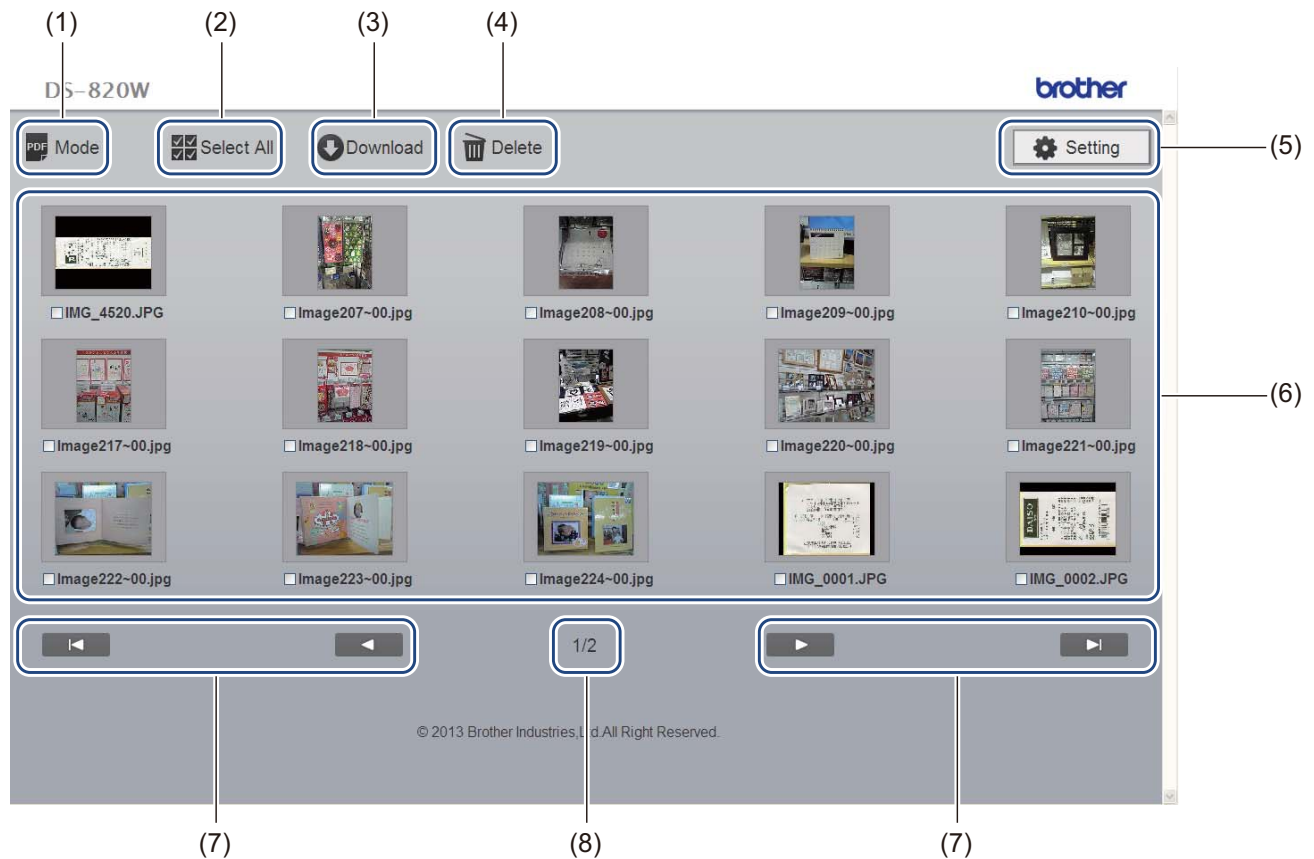 (1) (2) (3) (4)
DS-820W brother
PDF Mode Select All Download Delete Setting (5)
IMG_4520.JPG Image207~00.jpg Image208~00.jpg Image209~00.jpg Image210~00.jpg
(6)
Image217~00.jpg Image218~00.jpg Image219~00.jpg Image220~00.jpg Image221~00.jpg
DAISO
Image222~00.jpg Image223~00.jpg Image224~00.jpg IMG_0001.JPG IMG_0002.JPG
1/2
© 2013 Brother Industries,Ltd.All Right Reserved.
(7) (8) (7)